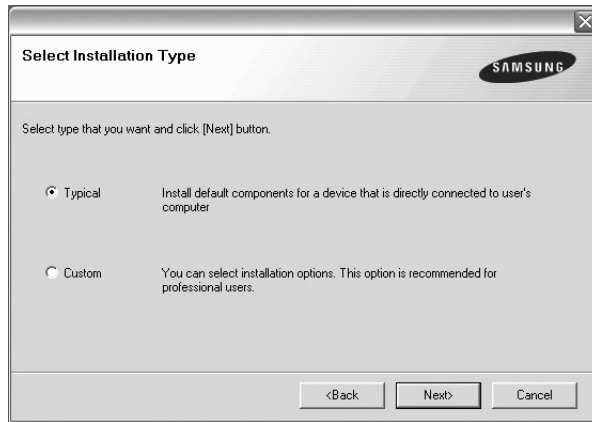 Select Installation Type
SAMSUNG
Select type that you want and click [Next] button.
Typical
Install default components for a device that is directly connected to user's
computer
Custom
You can select installation options. This option is recommended for
professional users.
<Back
Next>
Cancel